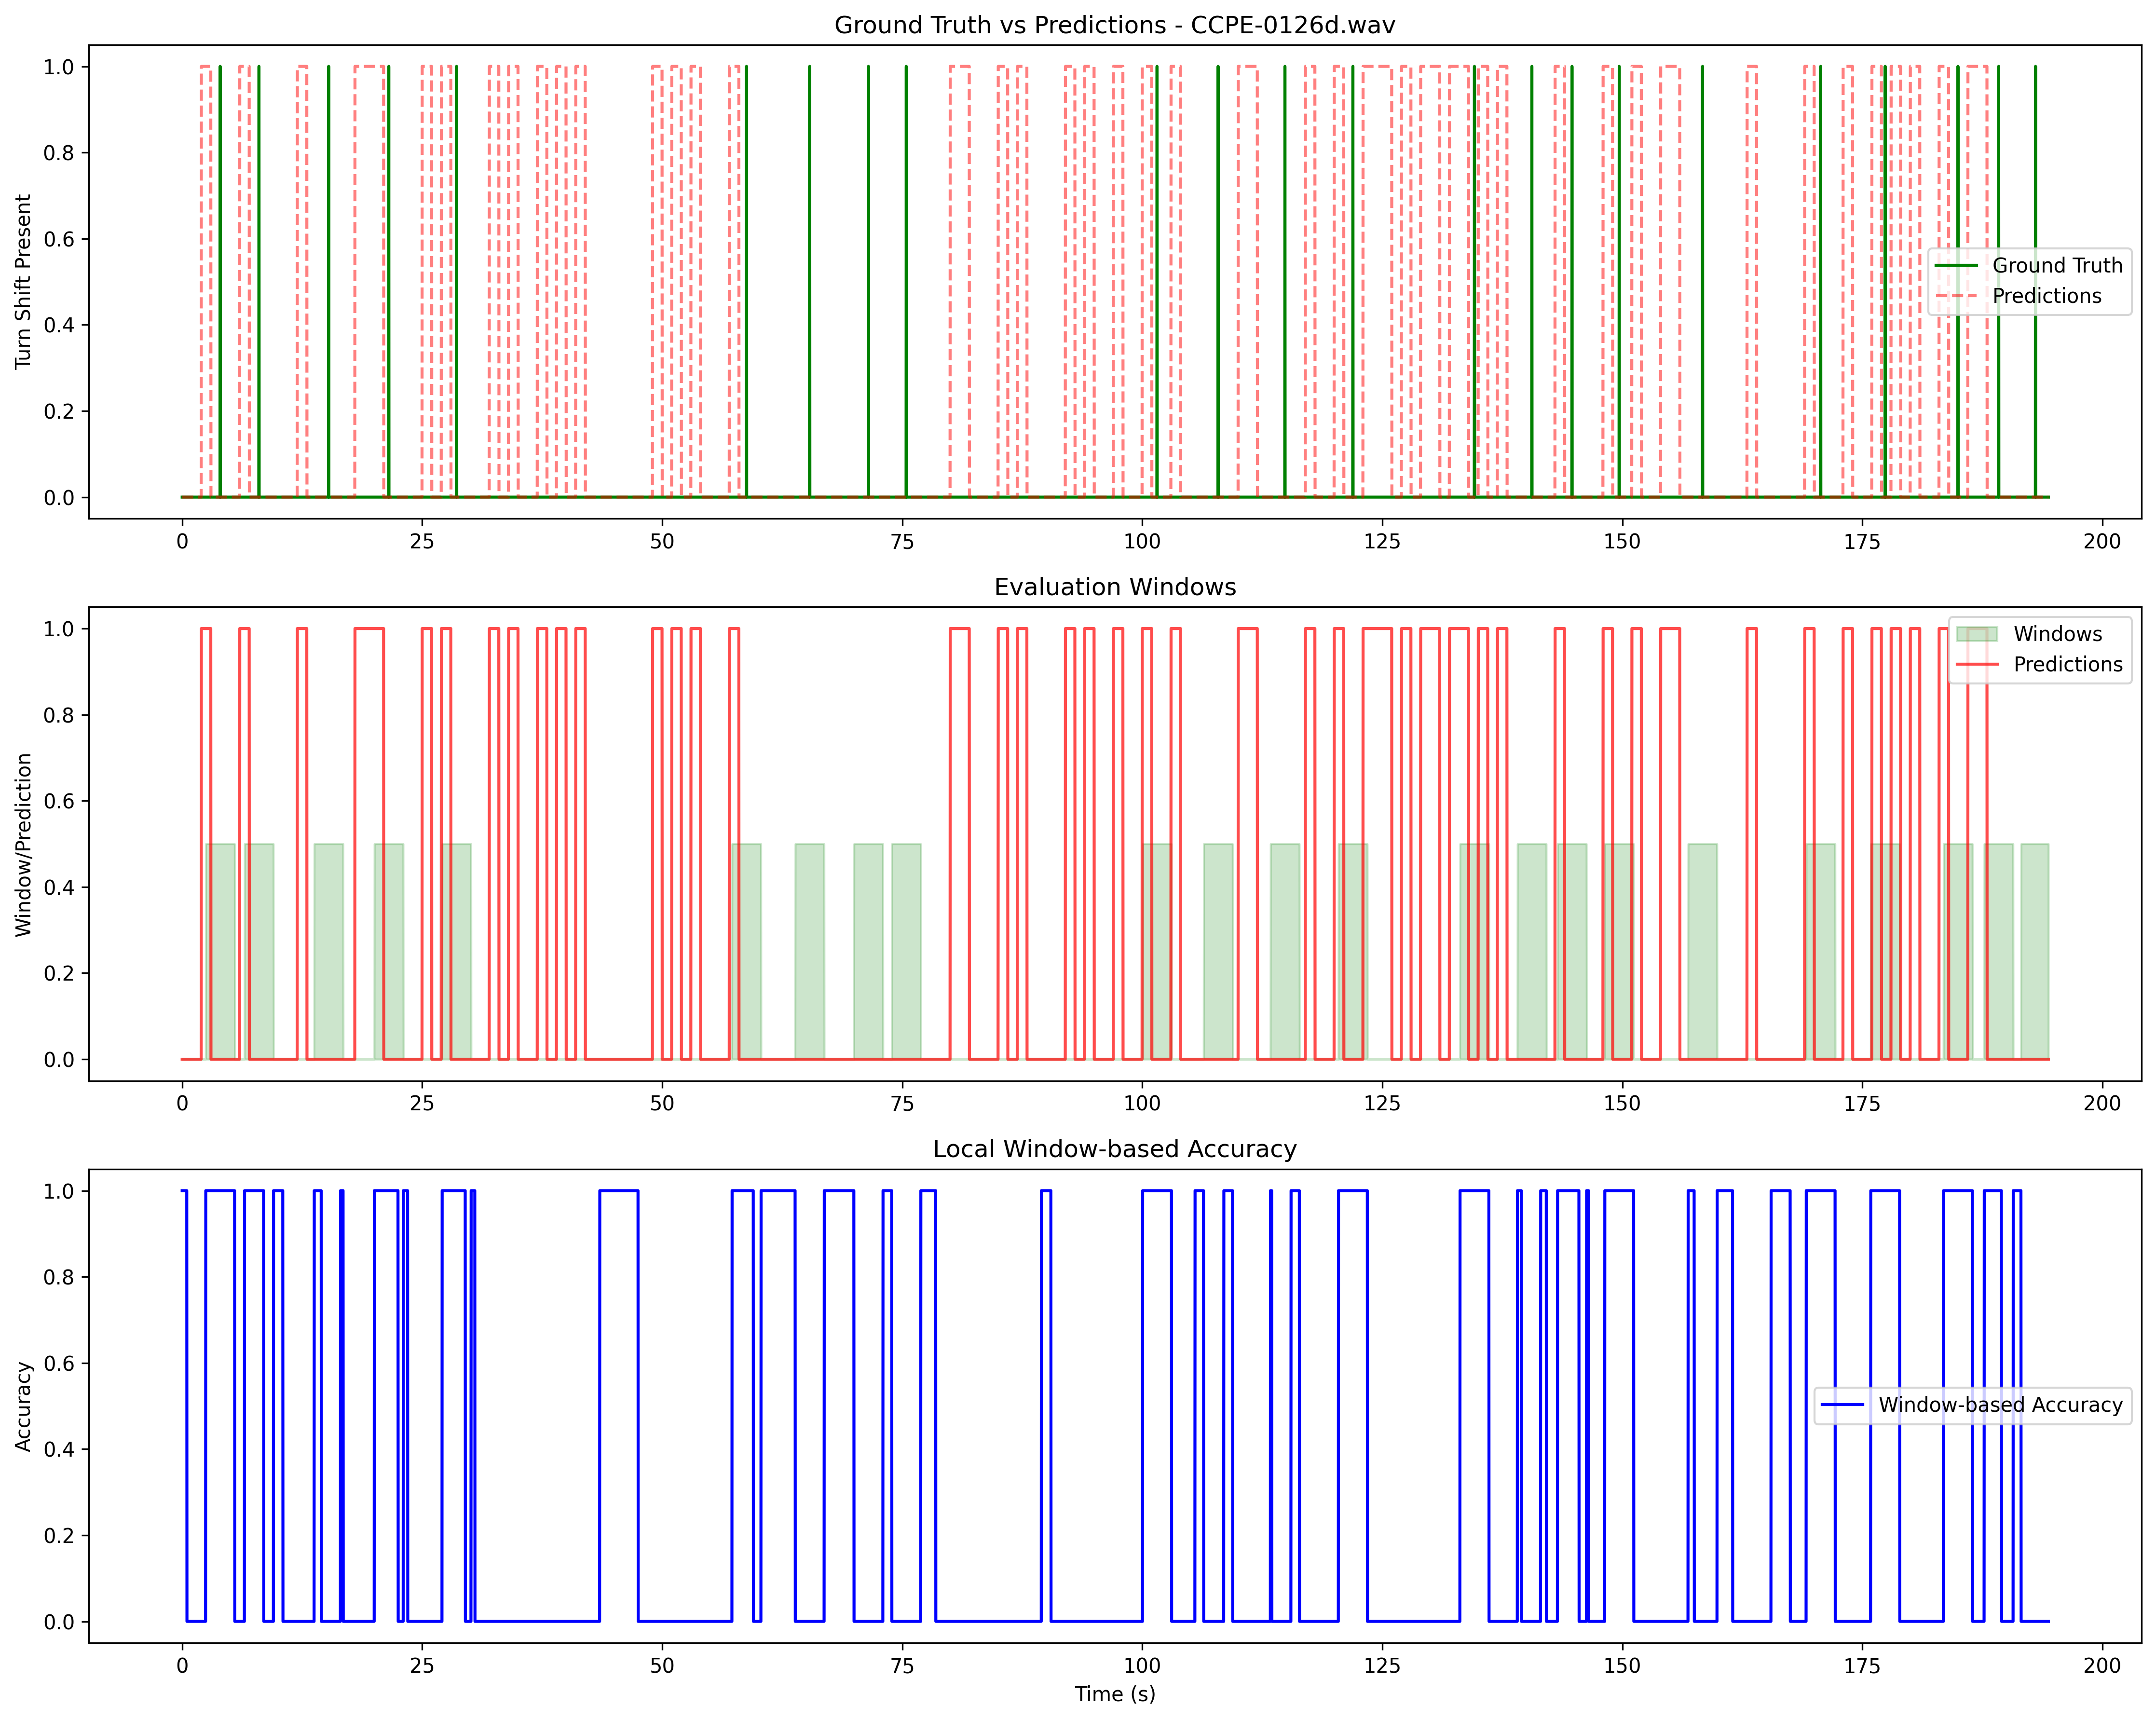 Ground Truth vs Predictions - CCPE-0126d.wav
Turn Shift Present
1.0
0.8
0.6
0.4
0.2
0.0
Ground Truth
Predictions
0 25 50 75 100 125 150 175 200
Evaluation Windows
Window/Prediction
1.0
0.8
0.6
0.4
0.2
0.0
Windows
Predictions
0 25 50 75 100 125 150 175 200
Local Window-based Accuracy
Accuracy
1.0
0.8
0.6
0.4
0.2
0.0
Window-based Accuracy
0 25 50 75 100 125 150 175 200
Time (s)